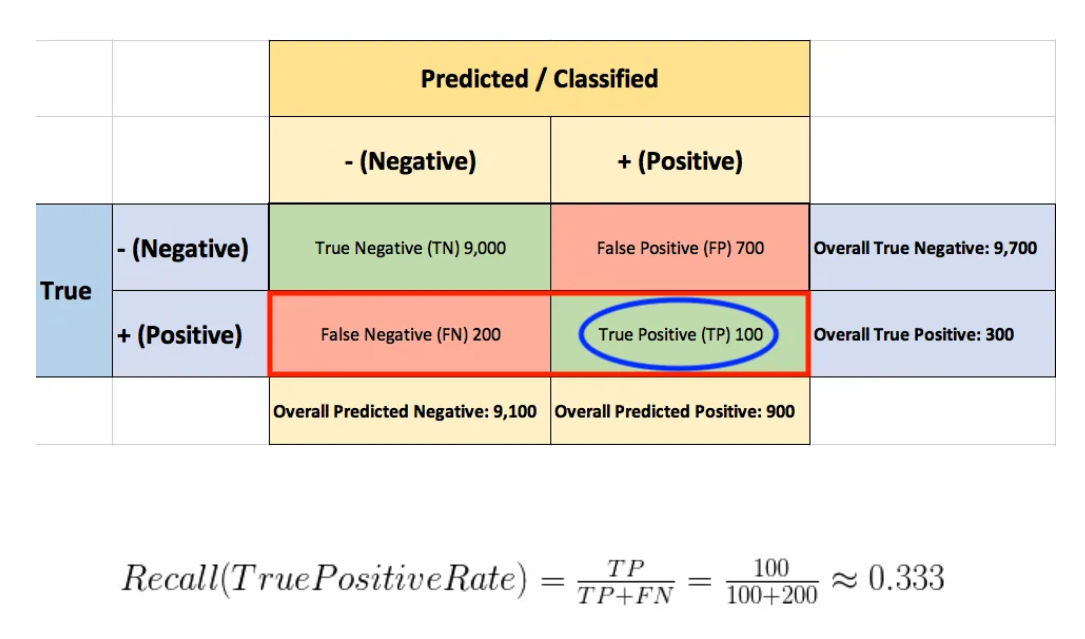 Predicted / Classified
- (Negative) + (Positive)
- (Negative) True Negative (TN) 9,000 False Positive (FP) 700 Overall True Negative: 9,700
True
+ (Positive) False Negative (FN) 200 True Positive (TP) 100 Overall True Positive: 300
Overall Predicted Negative: 9,100 Overall Predicted Positive: 900
Recall(TruePositiveRate) = TP/TP+FN = 100/100+200 ≈ 0.333